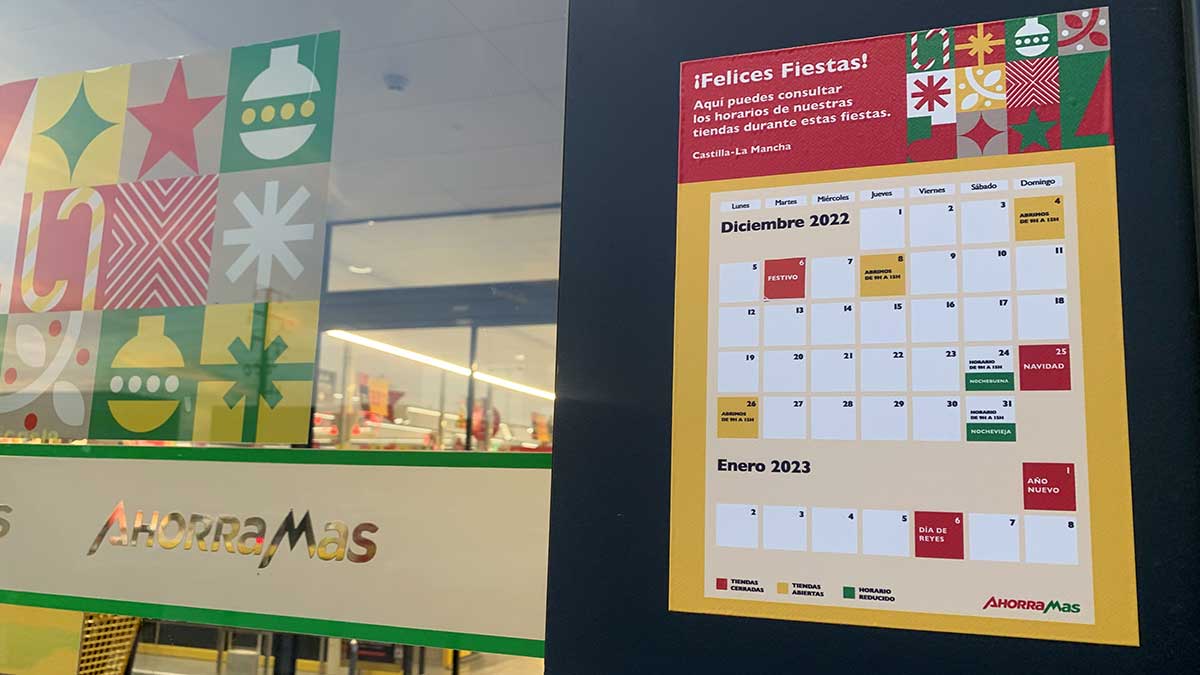 ¡Felices Fiestas!
Aquí puedes consultar
los horarios de nuestras
tiendas durante estas fiestas.
Castilla-La Mancha
Lunes Martes Miércoles Jueves Viernes Sábado Domingo
Diciembre 2022
1 2 3 4
ABRIMOS
DE 9H A 15H
5 6 7 8 9 10 11
FESTIVO
ABRIMOS
DE 9H A 15H
12 13 14 15 16 17 18
19 20 21 22 23 24 25
HORARIO
DE 9H A 15H
NOCHEBUENA
NAVIDAD
26 27 28 29 30 31
ABRIMOS
DE 9H A 15H
HORARIO
DE 9H A 15H
NOCHEVIEJA
Enero 2023
1
AÑO
NUEVO
2 3 4 5 6 7 8
DÍA DE
REYES
TIENDAS
CERRADAS
TIENDAS
ABIERTAS
HORARIO
REDUCIDO
AHORRAMAS
AHORRAMAS